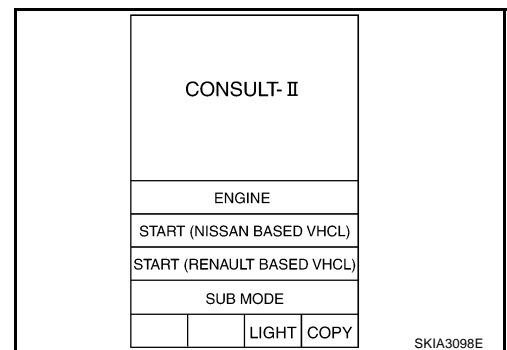 CONSULT-II
ENGINE
START (NISSAN BASED VHCL)
START (RENAULT BASED VHCL)
SUB MODE
LIGHT COPY
SKIA3098E